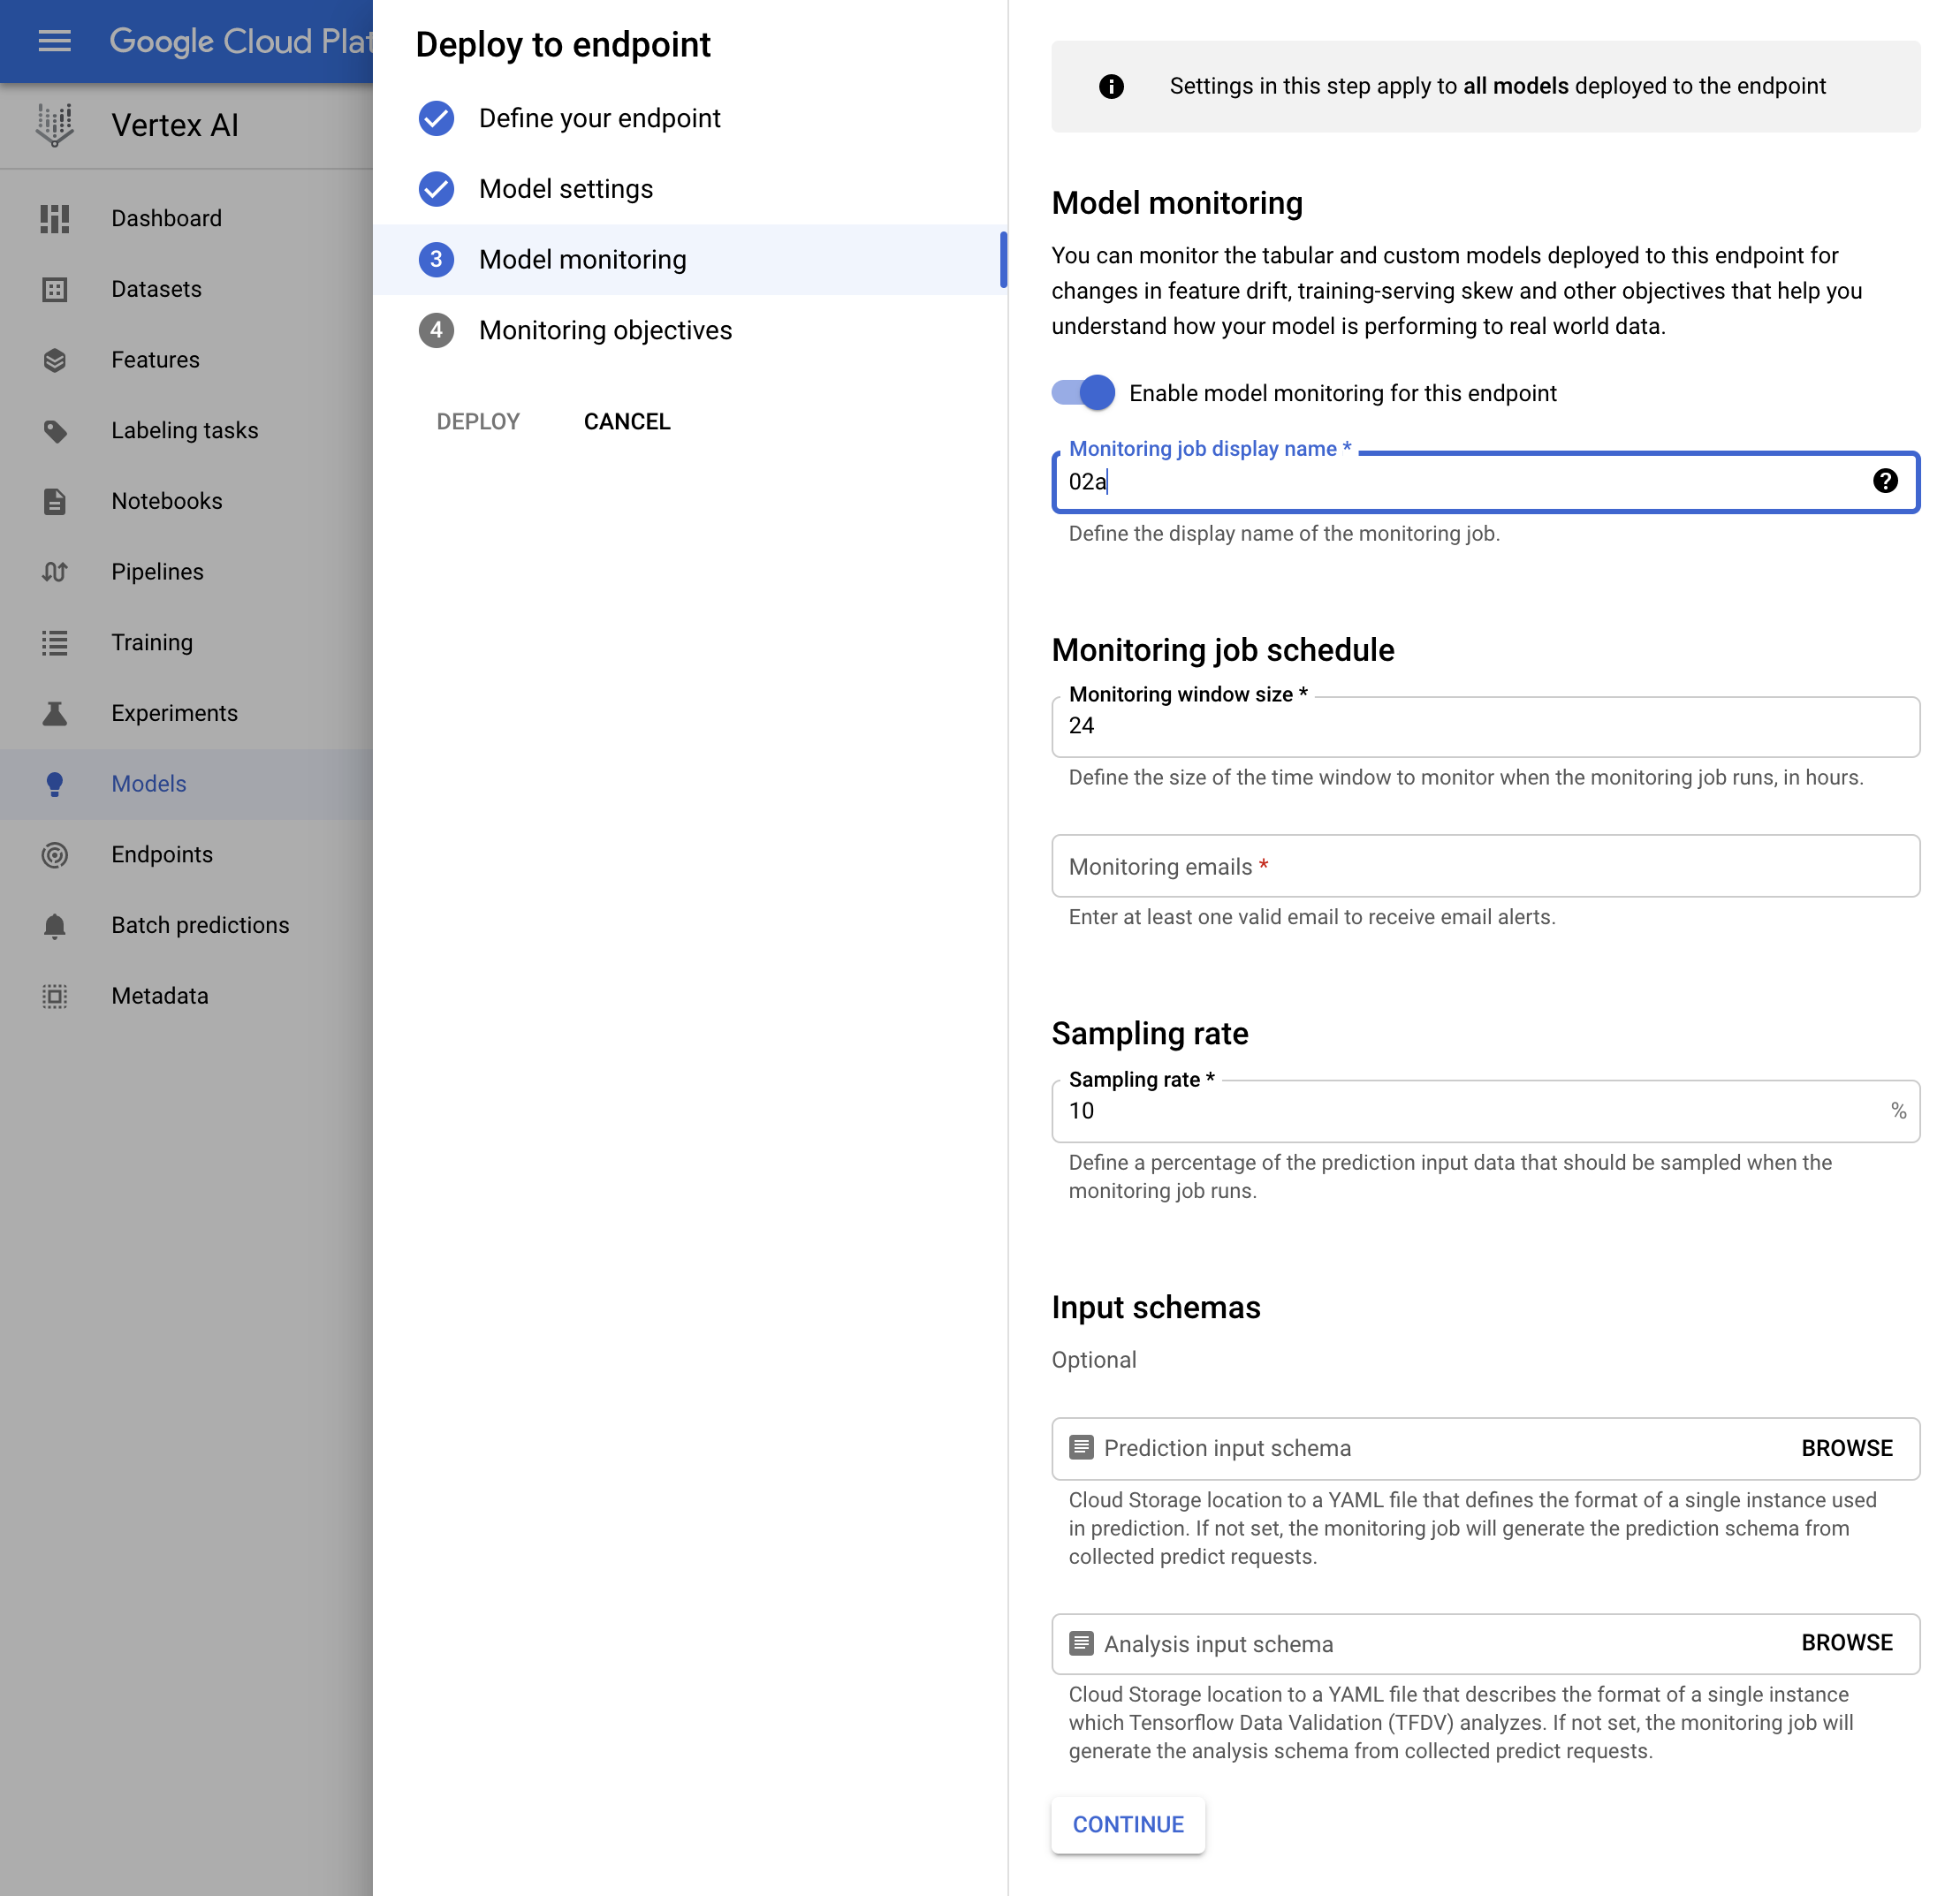 Google Cloud Plat
Vertex AI
Dashboard
Datasets
Features
Labeling tasks
Notebooks
Pipelines
Training
Experiments
Models
Endpoints
Batch predictions
Metadata
Deploy to endpoint
Define your endpoint
Model settings
3 Model monitoring
4 Monitoring objectives
DEPLOY CANCEL
Settings in this step apply to all models deployed to the endpoint
Model monitoring
You can monitor the tabular and custom models deployed to this endpoint for
changes in feature drift, training-serving skew and other objectives that help you
understand how your model is performing to real world data.
Enable model monitoring for this endpoint
Monitoring job display name *
02a
Define the display name of the monitoring job.
Monitoring job schedule
Monitoring window size *
24
Define the size of the time window to monitor when the monitoring job runs, in hours.
Monitoring emails *
Enter at least one valid email to receive email alerts.
Sampling rate
Sampling rate *
10 %
Define a percentage of the prediction input data that should be sampled when the
monitoring job runs.
Input schemas
Optional
Prediction input schema BROWSE
Cloud Storage location to a YAML file that defines the format of a single instance used
in prediction. If not set, the monitoring job will generate the prediction schema from
collected predict requests.
Analysis input schema BROWSE
Cloud Storage location to a YAML file that describes the format of a single instance
which Tensorflow Data Validation (TFDV) analyzes. If not set, the monitoring job will
generate the analysis schema from collected predict requests.
CONTINUE